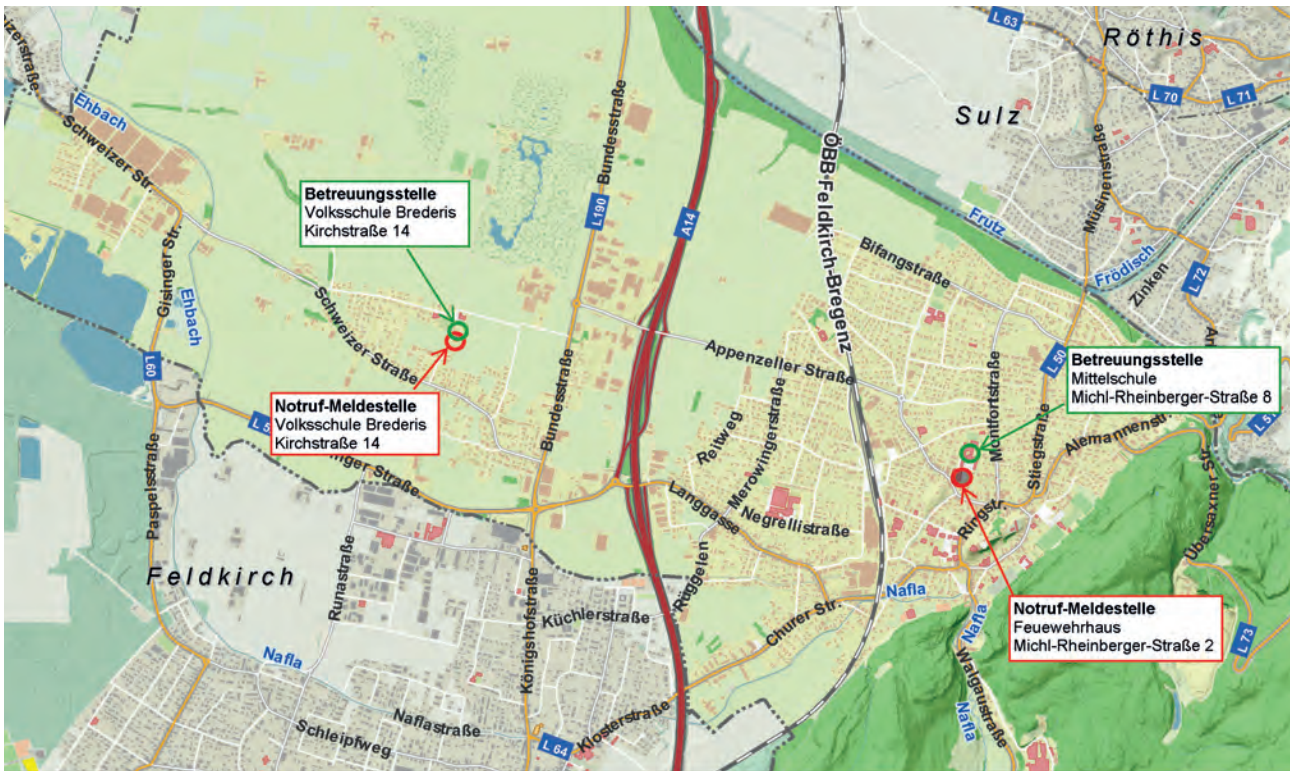 L 63
Röthis
L 70
L 71
Sulz
Ehbach
Schweizer Str.
Bundesstraße
L190
A14
ÖBB Feldkirch-Bregenz
Müsinenstraße
Frutz
Frödisch
Zinken
L 72
Betreuungsstelle
Volksschule Brederis
Kirchstraße 14
Bifangstraße
Gisinger Str.
Ehbach
Schweizer Straße
Appenzeller Straße
L 50
L60
Betreuungsstelle
Mittelschule
Michl-Rheinberger-Straße 8
Notruf-Meldestelle
Volksschule Brederis
Kirchstraße 14
Bundesstraße
Reitweg
Merowingerstraße
Montfortstraße
Stiegstraße
Alemannenstr.
Paspelsstraße
Langgasse
Negrellistraße
Ringstr.
Übersaxner Str.
Feldkirch
Runastraße
Königshofstraße
Küchlerstraße
Rüggelen
Churer Str.
Nafla
Nafla
Notruf-Meldestelle
Feuewehrhaus
Michl-Rheinberger-Straße 2
L 73
Nafla
Naflastraße
Schleipfweg
L 64
Klosterstraße
Walgaustraße
Nafla